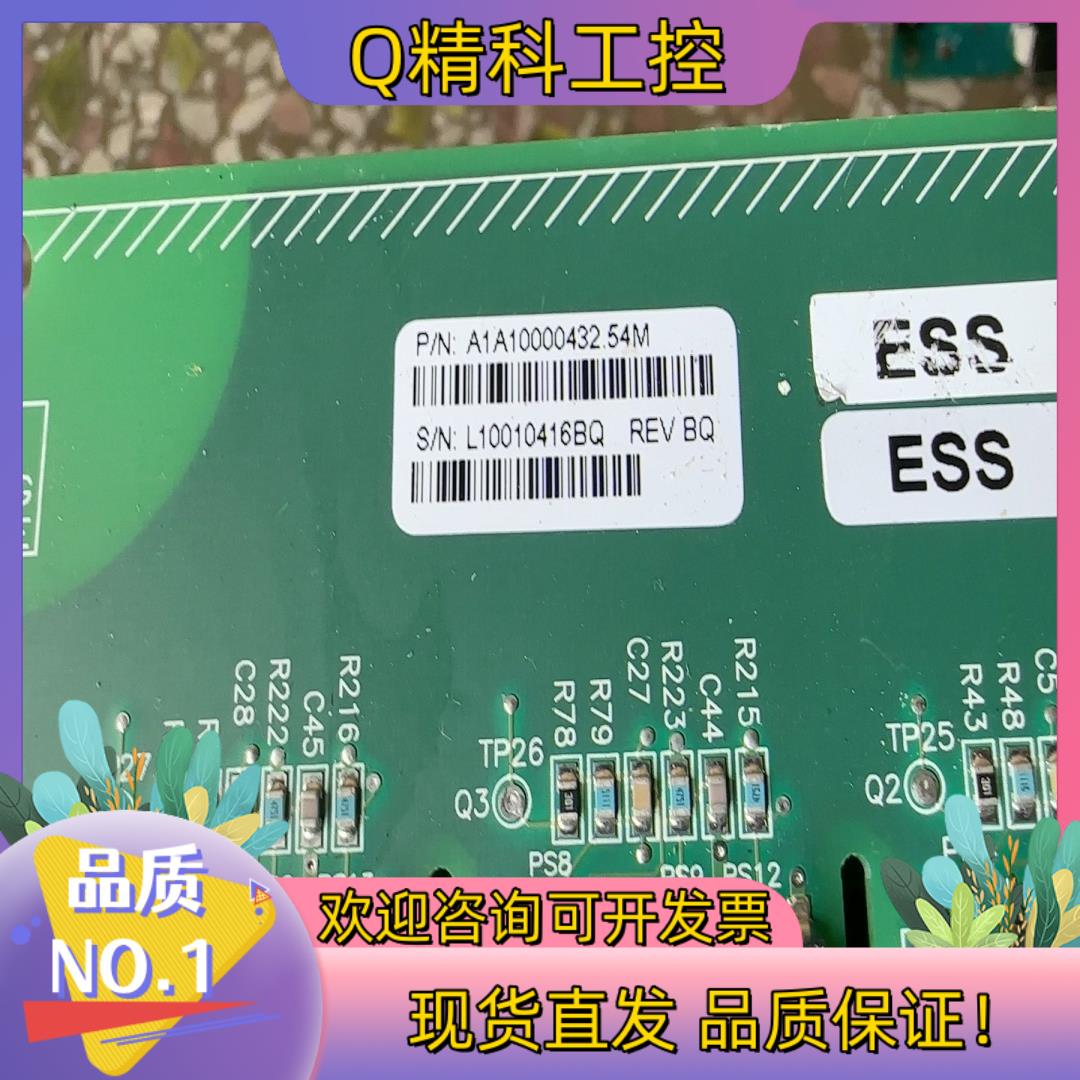 Q精科工控
P/N: A1A10000432.54M
S/N: L10010416BQ REV BQ
ESS
ESS
R216
C45
R222
C28
R215
C44
R223
C27
R79
R78
R48
R43
TP26
TP25
Q3
Q2
PS8
PS9
PS12
品质
NO.1
欢迎咨询可开发票
现货直发 品质保证！